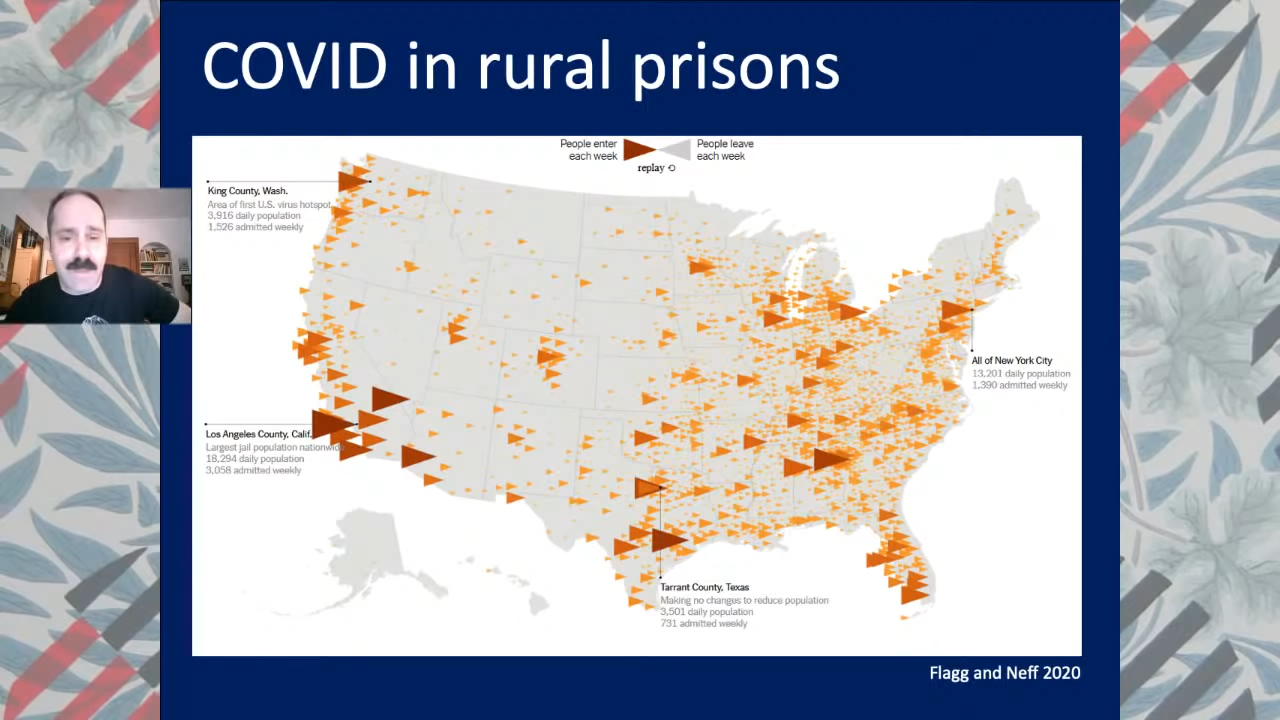 COVID in rural prisons
People enter
each week
People leave
each week
replay
King County, Wash.
Area of first U.S. virus hotspot
3,916 daily population
1,526 admitted weekly
All of New York City
13,201 daily population
1,390 admitted weekly
Los Angeles County, Calif.
Largest jail population nationwide
18,294 daily population
3,058 admitted weekly
Tarrant County, Texas
Making no changes to reduce population
3,501 daily population
731 admitted weekly
Flagg and Neff 2020